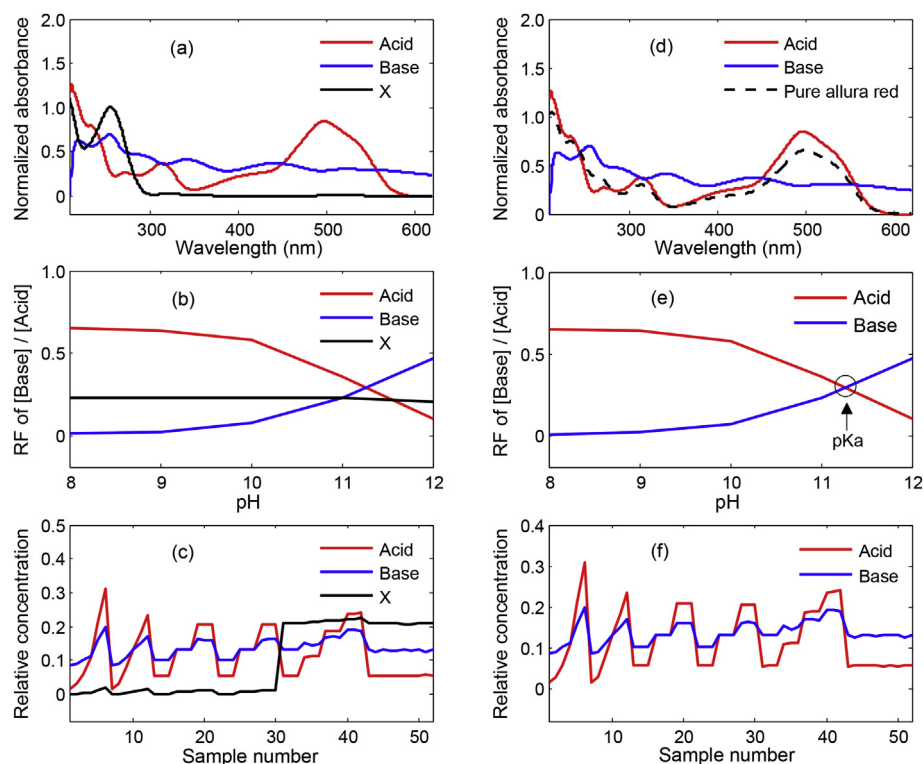 Normalized absorbance
2.0
1.5
1.0
0.5
0
(a)
Acid
Base
X
300
400
500
600
Wavelength (nm)
Normalized absorbance
2.0
1.5
1.0
0.5
0
(d)
Acid
Base
Pure allura red
300
400
500
600
Wavelength (nm)
RF of [Base] / [Acid]
1.0
0.5
0
(b)
Acid
Base
X
8
9
10
11
12
pH
RF of [Base] / [Acid]
1.0
0.5
0
(e)
Acid
Base
pKa
8
9
10
11
12
pH
Relative concentration
0.5
0.4
0.3
0.2
0.1
0
(c)
Acid
Base
X
10
20
30
40
50
Sample number
Relative concentration
0.4
0.3
0.2
0.1
0
(f)
Acid
Base
10
20
30
40
50
Sample number